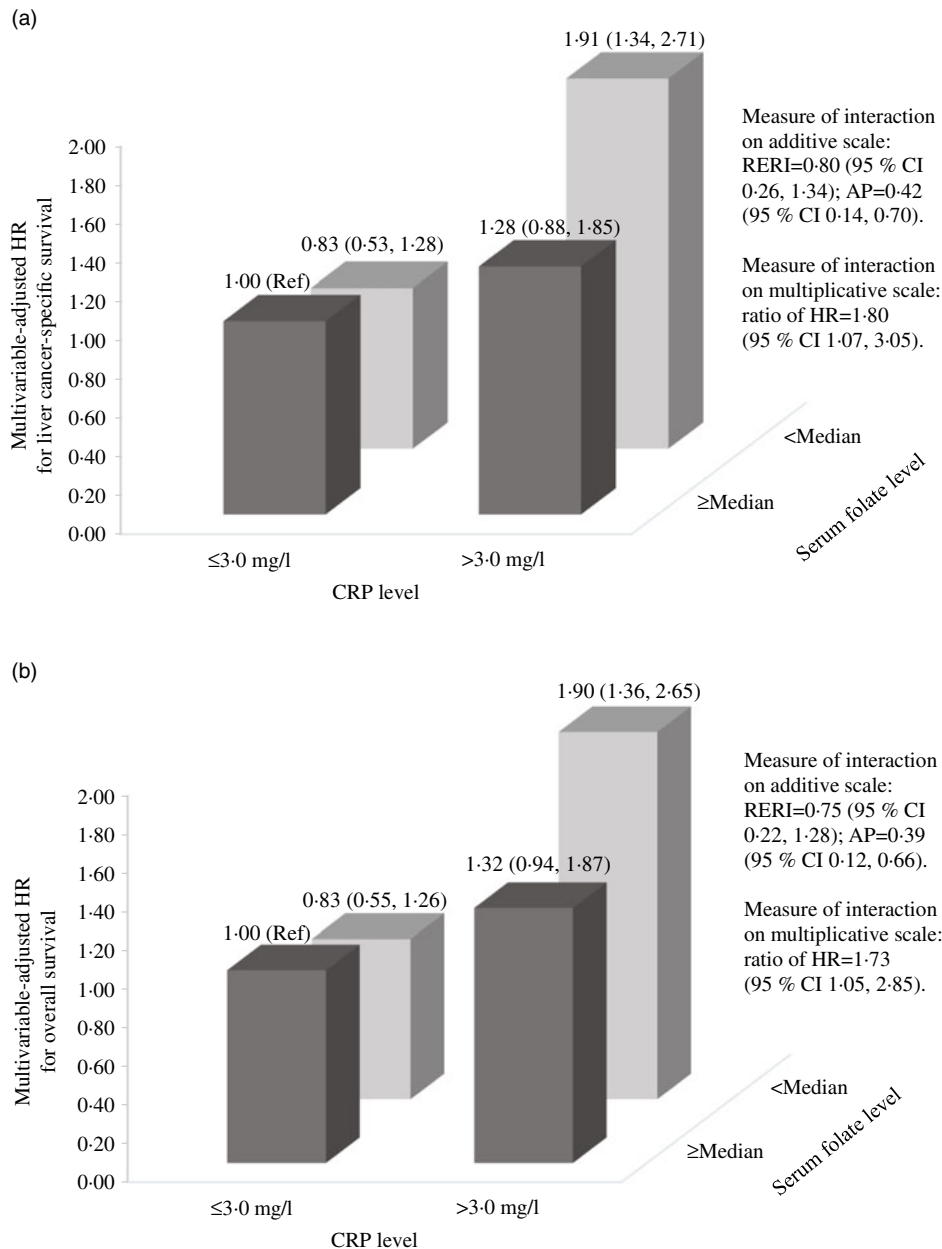 (a)
1·91 (1·34, 2·71)
2·00
1·80
1·60
1·40
1·20
1·00
0·80
0·60
0·40
0·20
0·00
Multivariable-adjusted HR
for liver cancer-specific survival
1·00 (Ref)
0·83 (0·53, 1·28)
1·28 (0·88, 1·85)
Measure of interaction
on additive scale:
RERI=0·80 (95 % CI
0·26, 1·34); AP=0·42
(95 % CI 0·14, 0·70).
Measure of interaction
on multiplicative scale:
ratio of HR=1·80
(95 % CI 1·07, 3·05).
<Median
≥Median
Serum folate level
≤3·0 mg/l
>3·0 mg/l
CRP level
(b)
1·90 (1·36, 2·65)
2·00
1·80
1·60
1·40
1·20
1·00
0·80
0·60
0·40
0·20
0·00
Multivariable-adjusted HR
for overall survival
1·00 (Ref)
0·83 (0·55, 1·26)
1·32 (0·94, 1·87)
Measure of interaction
on additive scale:
RERI=0·75 (95 % CI
0·22, 1·28); AP=0·39
(95 % CI 0·12, 0·66).
Measure of interaction
on multiplicative scale:
ratio of HR=1·73
(95 % CI 1·05, 2·85).
<Median
≥Median
Serum folate level
≤3·0 mg/l
>3·0 mg/l
CRP level